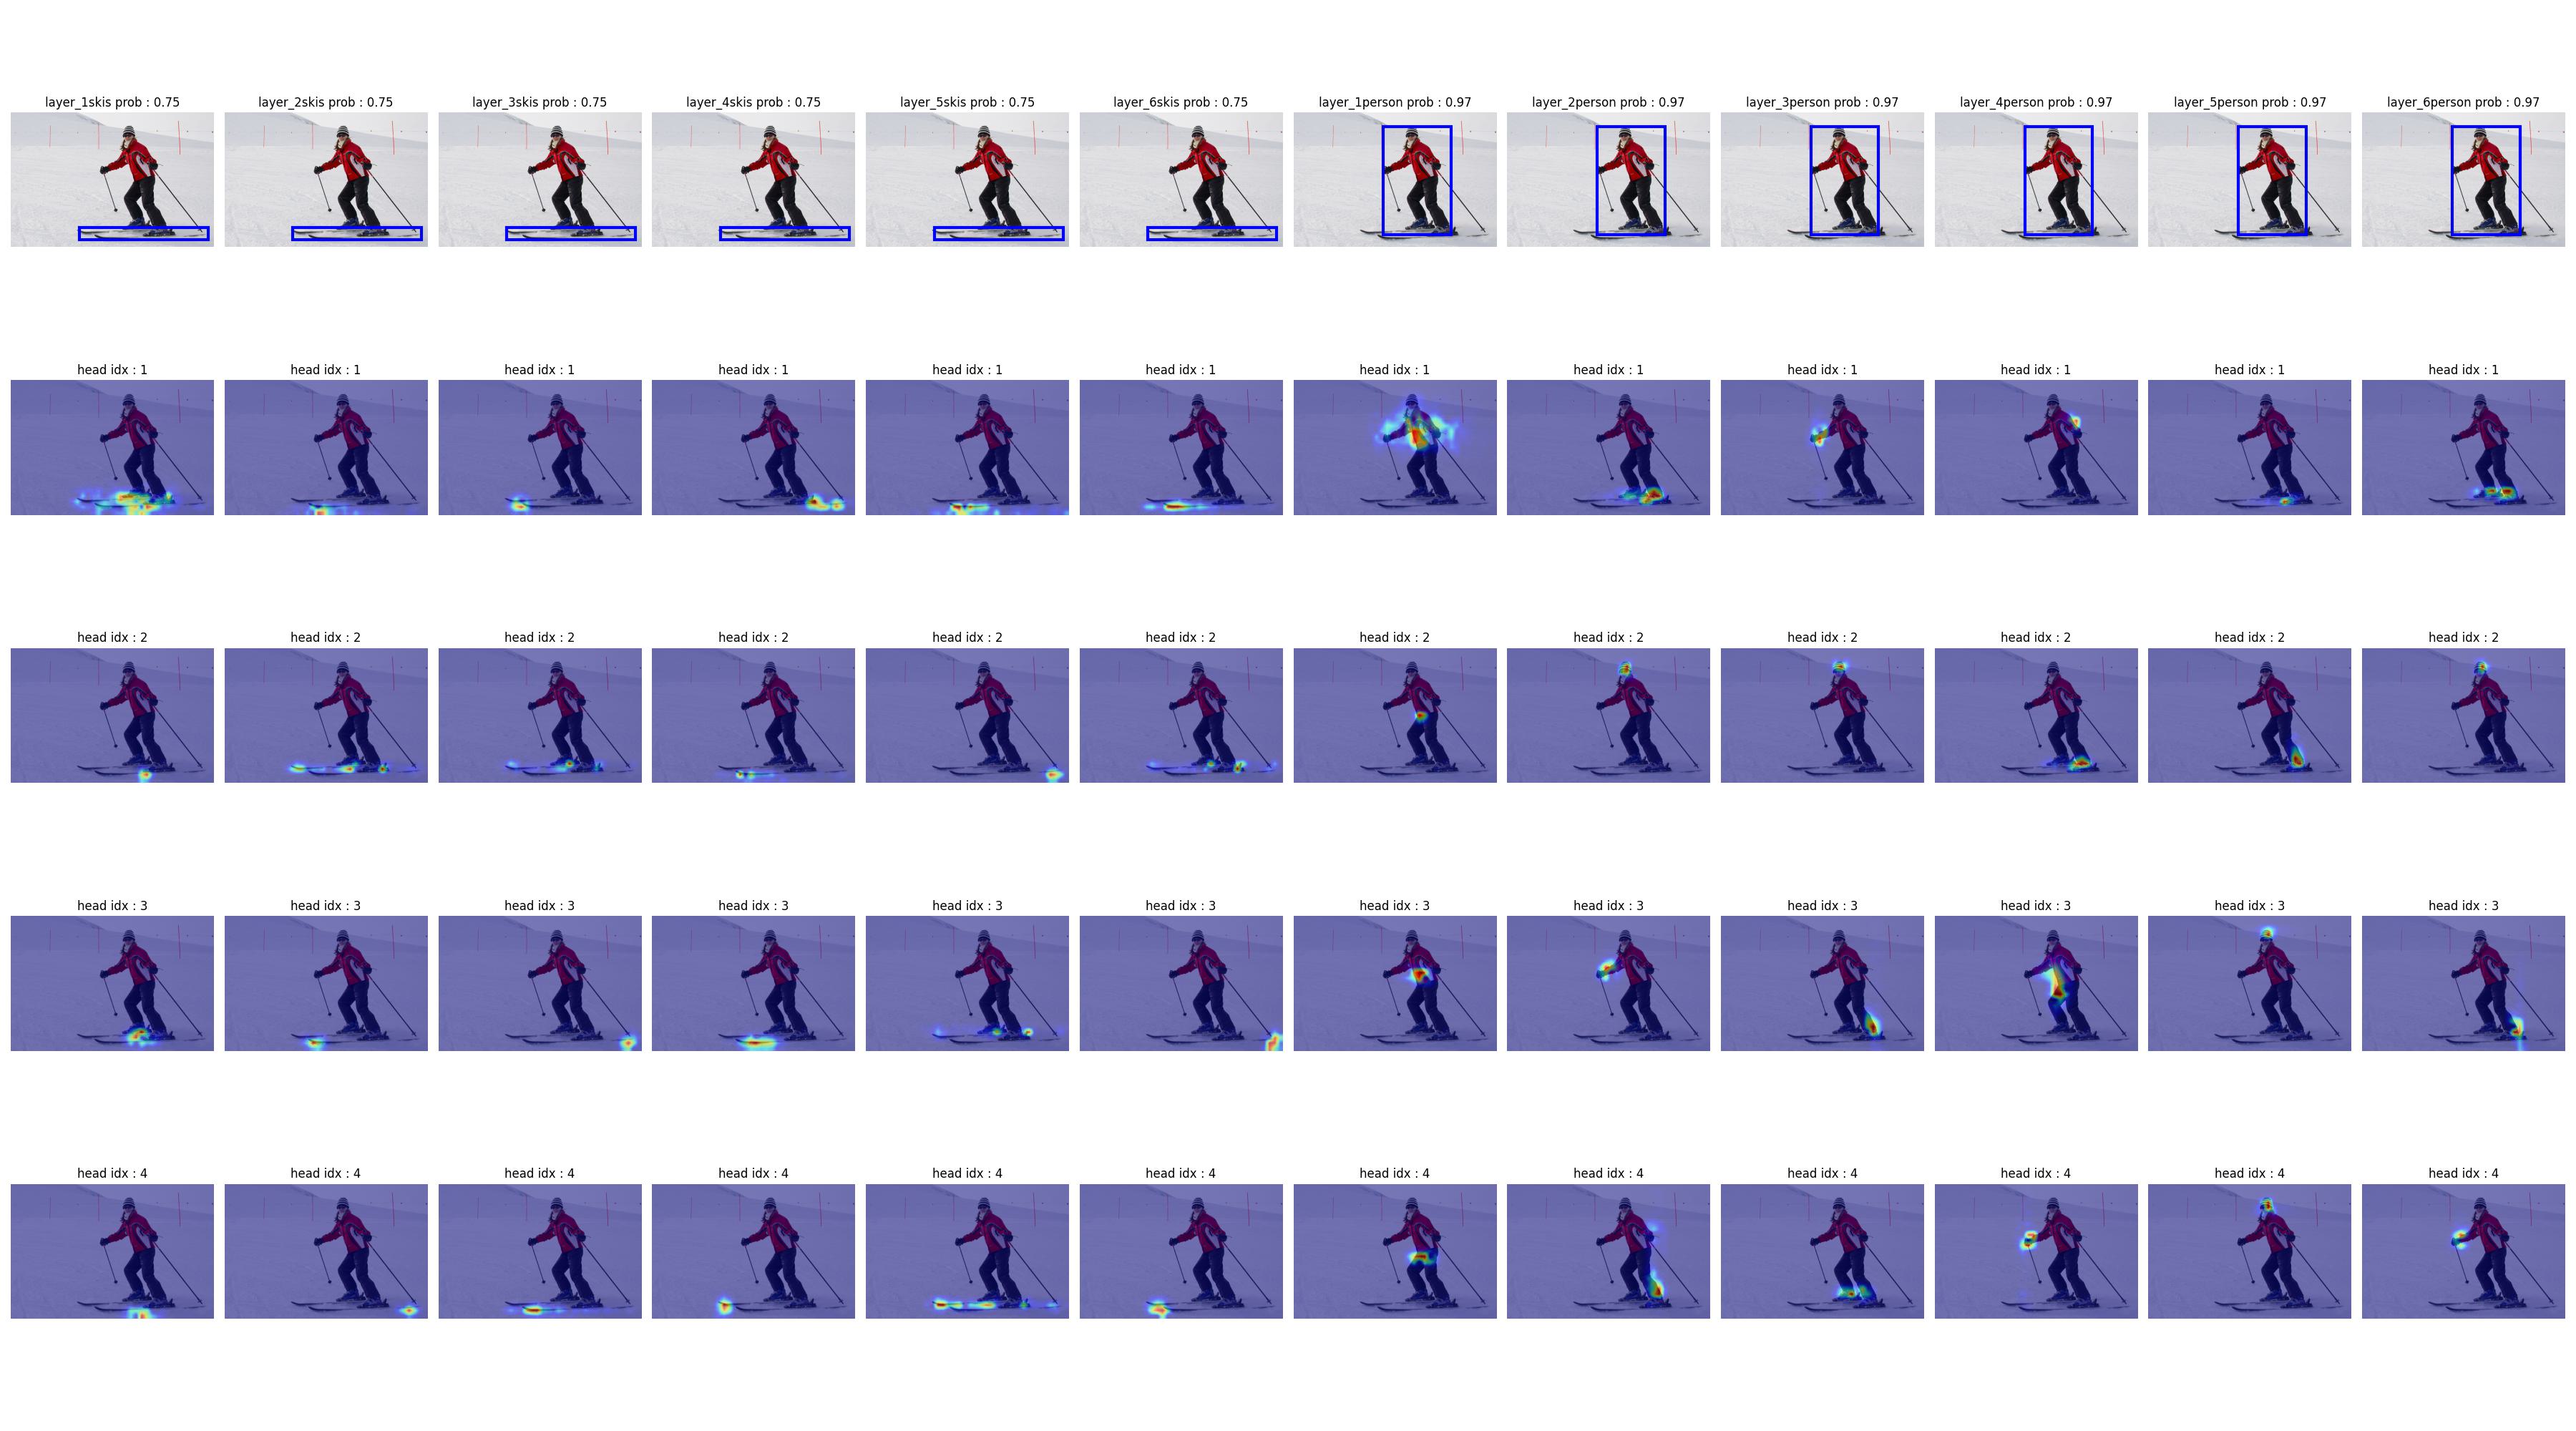 layer_1skis prob : 0.75 layer_2skis prob : 0.75 layer_3skis prob : 0.75 layer_4skis prob : 0.75 layer_5skis prob : 0.75 layer_6skis prob : 0.75 layer_1person prob : 0.97 layer_2person prob : 0.97 layer_3person prob : 0.97 layer_4person prob : 0.97 layer_5person prob : 0.97 layer_6person prob : 0.97
head idx : 1 head idx : 1 head idx : 1 head idx : 1 head idx : 1 head idx : 1 head idx : 1 head idx : 1 head idx : 1 head idx : 1 head idx : 1 head idx : 1
head idx : 2 head idx : 2 head idx : 2 head idx : 2 head idx : 2 head idx : 2 head idx : 2 head idx : 2 head idx : 2 head idx : 2 head idx : 2 head idx : 2
head idx : 3 head idx : 3 head idx : 3 head idx : 3 head idx : 3 head idx : 3 head idx : 3 head idx : 3 head idx : 3 head idx : 3 head idx : 3 head idx : 3
head idx : 4 head idx : 4 head idx : 4 head idx : 4 head idx : 4 head idx : 4 head idx : 4 head idx : 4 head idx : 4 head idx : 4 head idx : 4 head idx : 4